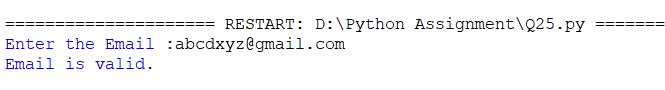 ===================== RESTART: D:\Python Assignment\Q25.py =======
Enter the Email :abcdxyz@gmail.com
Email is valid.